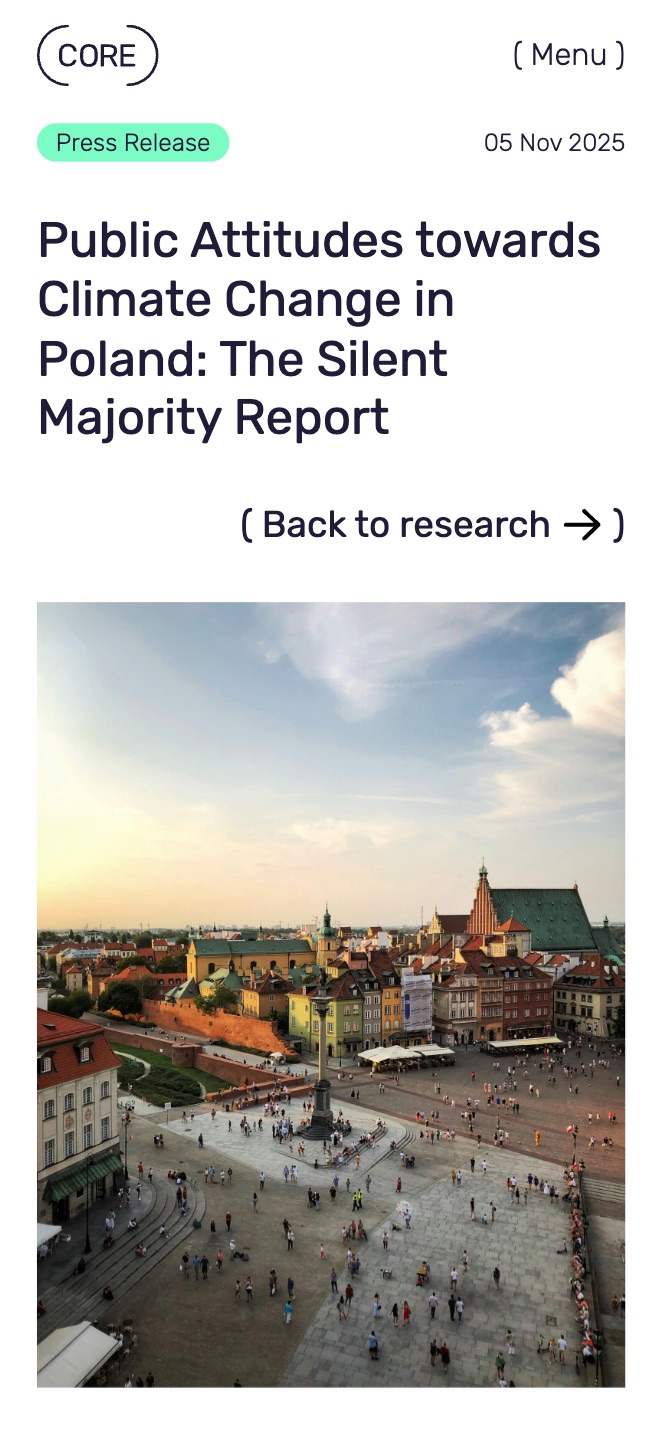 CORE
( Menu )
Press Release
05 Nov 2025
Public Attitudes towards
Climate Change in
Poland: The Silent
Majority Report
( Back to research → )